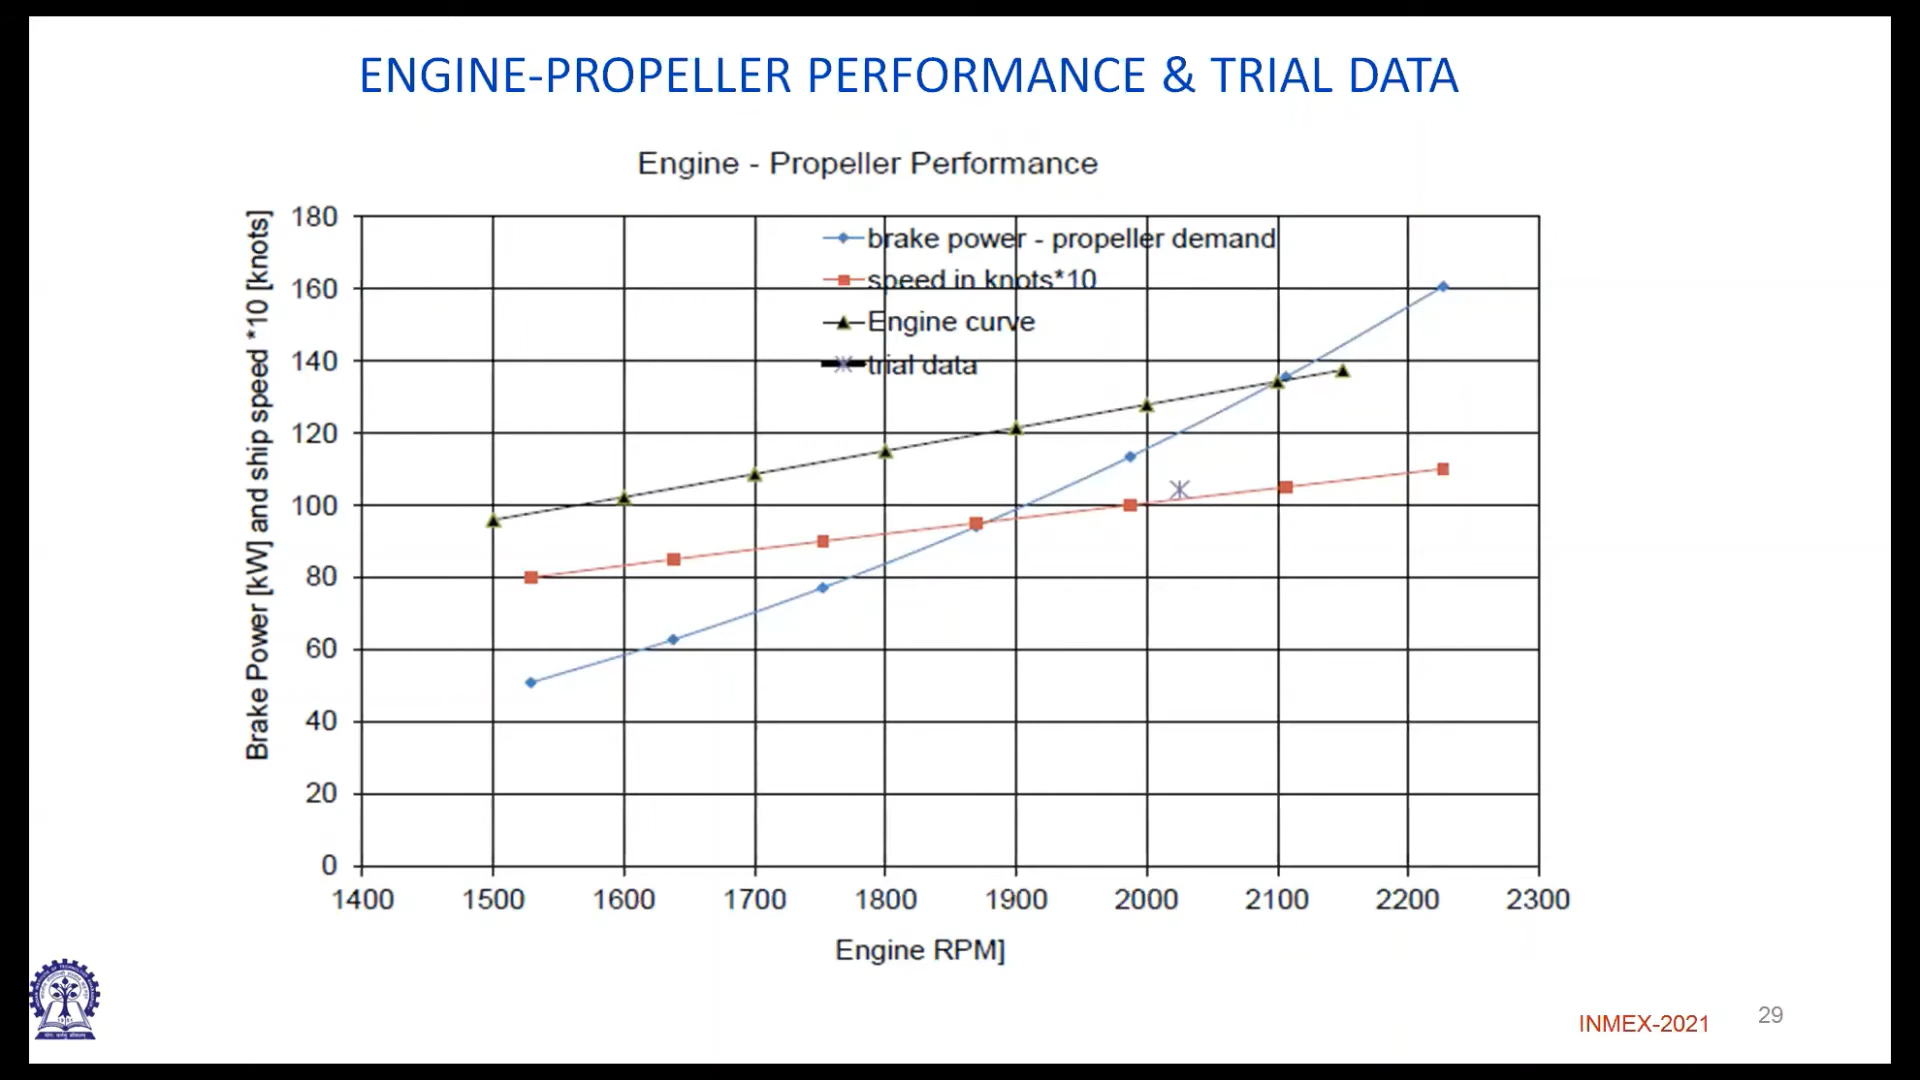 ENGINE-PROPELLER PERFORMANCE & TRIAL DATA
Engine - Propeller Performance
Brake Power [kW] and ship speed *10 [knots]
180
160
140
120
100
80
60
40
20
0
brake power - propeller demand
speed in knots*10
Engine curve
trial data
1400 1500 1600 1700 1800 1900 2000 2100 2200 2300
Engine RPM]
INMEX-2021
29